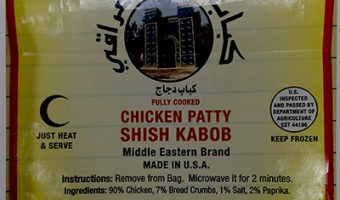 كباب عراقي
كباب دجاج
FULLY COOKED
CHICKEN PATTY
SHISH KABOB
Middle Eastern Brand
MADE IN U.S.A.
JUST HEAT
& SERVE
U.S.
INSPECTED
AND PASSED BY
DEPARTMENT OF
AGRICULTURE
EST 44196
KEEP FROZEN
Instructions: Remove from Bag. Microwave it for 2 minutes.
Ingredients: 90% Chicken, 7% Bread Crumbs, 1% Salt, 2% Paprika.